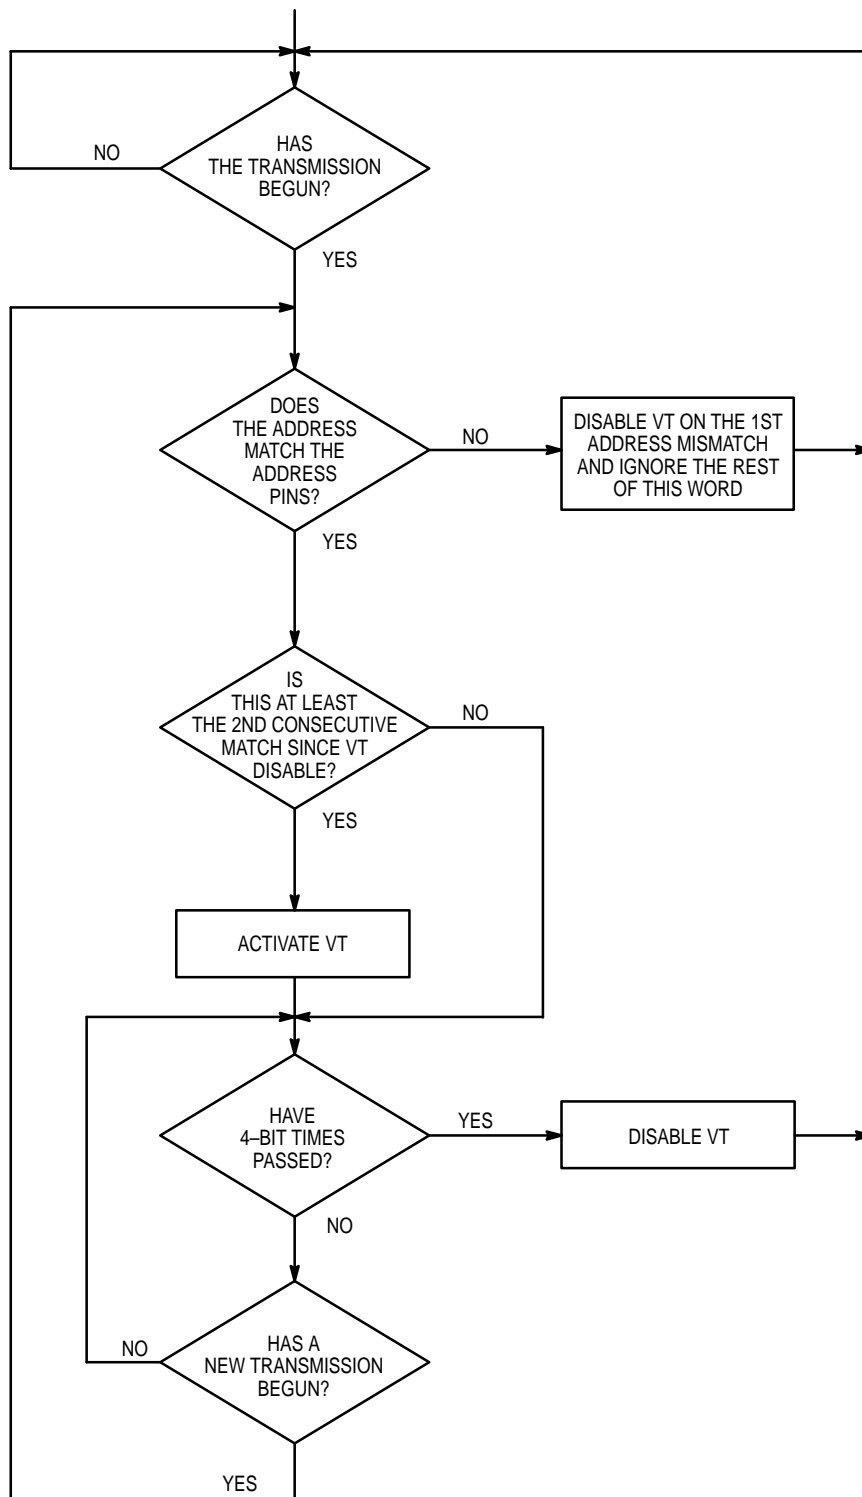 HAS
THE TRANSMISSION
BEGUN?
NO
YES
DOES
THE ADDRESS
MATCH THE
ADDRESS
PINS?
NO
DISABLE VT ON THE 1ST
ADDRESS MISMATCH
AND IGNORE THE REST
OF THIS WORD
YES
IS
THIS AT LEAST
THE 2ND CONSECUTIVE
MATCH SINCE VT
DISABLE?
NO
YES
ACTIVATE VT
HAVE
4–BIT TIMES
PASSED?
YES
DISABLE VT
NO
HAS A
NEW TRANSMISSION
BEGUN?
NO
YES